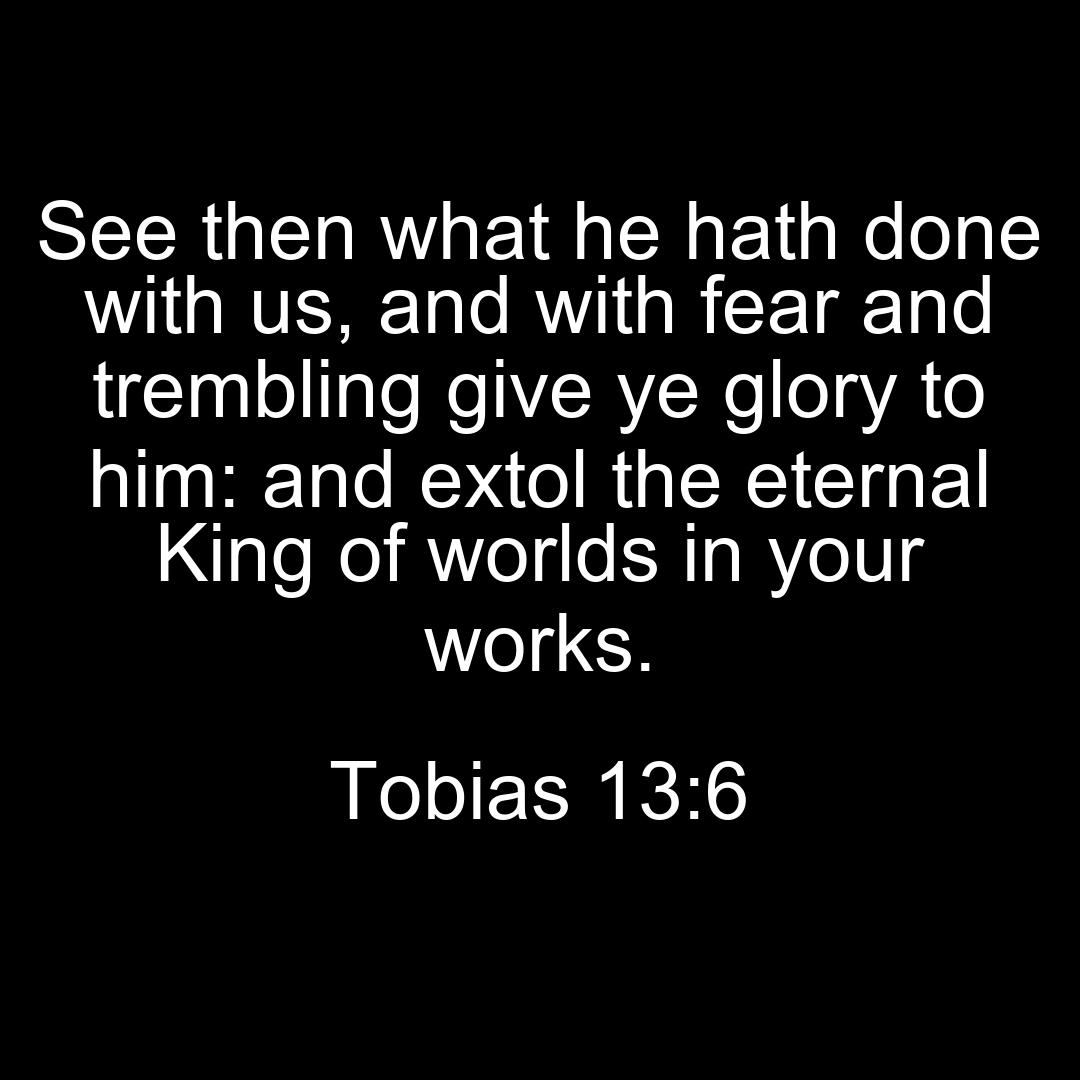 See then what he hath done
with us, and with fear and
trembling give ye glory to
him: and extol the eternal
King of worlds in your
works.
Tobias 13:6